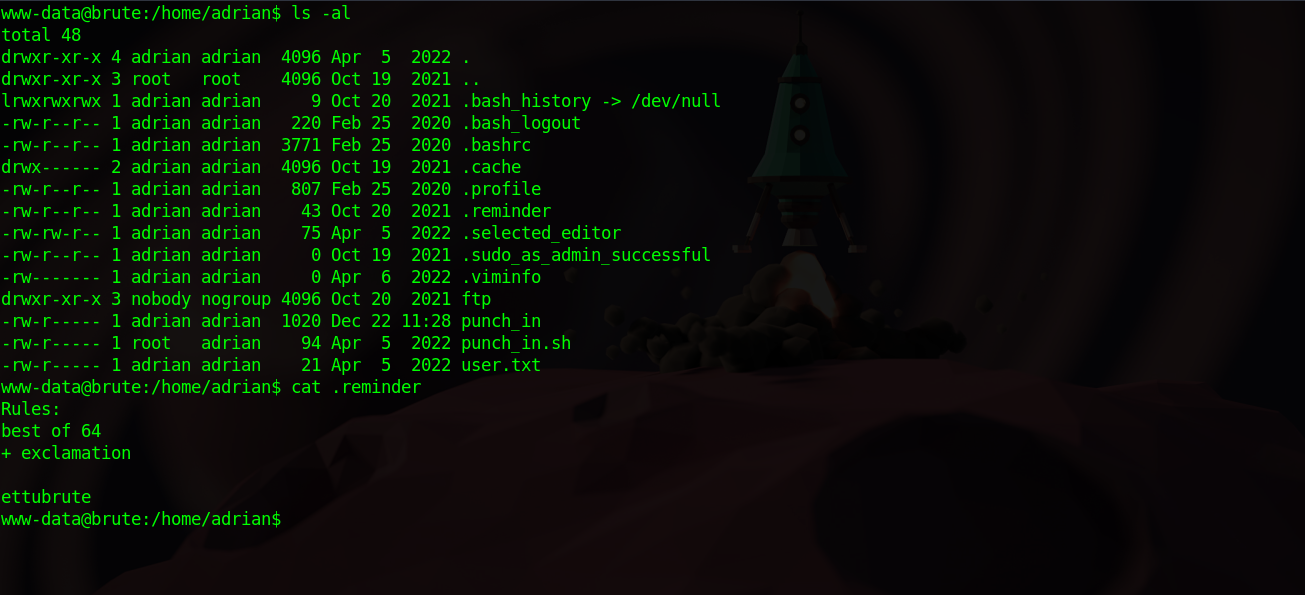 www-data@brute:/home/adrian$ ls -al
total 48
drwxr-xr-x 4 adrian adrian  4096 Apr  5  2022 .
drwxr-xr-x 3 root   root    4096 Oct 19  2021 ..
lrwxrwxrwx 1 adrian adrian     9 Oct 20  2021 .bash_history -> /dev/null
-rw-r--r-- 1 adrian adrian   220 Feb 25  2020 .bash_logout
-rw-r--r-- 1 adrian adrian  3771 Feb 25  2020 .bashrc
drwx------ 2 adrian adrian  4096 Oct 19  2021 .cache
-rw-r--r-- 1 adrian adrian   807 Feb 25  2020 .profile
-rw-r--r-- 1 adrian adrian    43 Oct 20  2021 .reminder
-rw-rw-r-- 1 adrian adrian    75 Apr  5  2022 .selected_editor
-rw-r--r-- 1 adrian adrian     0 Oct 19  2021 .sudo_as_admin_successful
-rw------- 1 adrian adrian     0 Apr  6  2022 .viminfo
drwxr-xr-x 3 nobody nogroup 4096 Oct 20  2021 ftp
-rw-r----- 1 adrian adrian  1020 Dec 22 11:28 punch_in
-rw-r----- 1 root   adrian    94 Apr  5  2022 punch_in.sh
-rw-r----- 1 adrian adrian    21 Apr  5  2022 user.txt
www-data@brute:/home/adrian$ cat .reminder
Rules:
best of 64
+ exclamation

ettubrute
www-data@brute:/home/adrian$